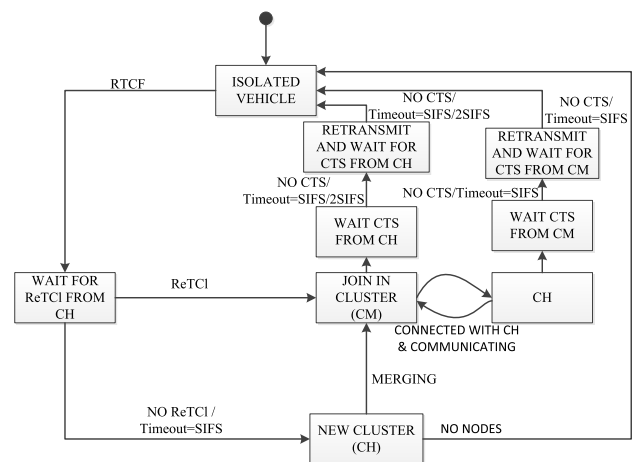 RTCF
ISOLATED
VEHICLE
NO CTS/
Timeout=SIFS/2SIFS
NO CTS/
Timeout=SIFS
RETRANSMIT
AND WAIT FOR
CTS FROM CH
RETRANSMIT
AND WAIT FOR
CTS FROM CM
NO CTS/
Timeout=SIFS/2SIFS
NO CTS/Timeout=SIFS
WAIT CTS
FROM CH
WAIT CTS
FROM CM
WAIT FOR
ReTCl FROM
CH
ReTCl
JOIN IN
CLUSTER
(CM)
CH
CONNECTED WITH CH
& COMMUNICATING
MERGING
NO ReTCl /
Timeout=SIFS
NEW CLUSTER
(CH)
NO NODES